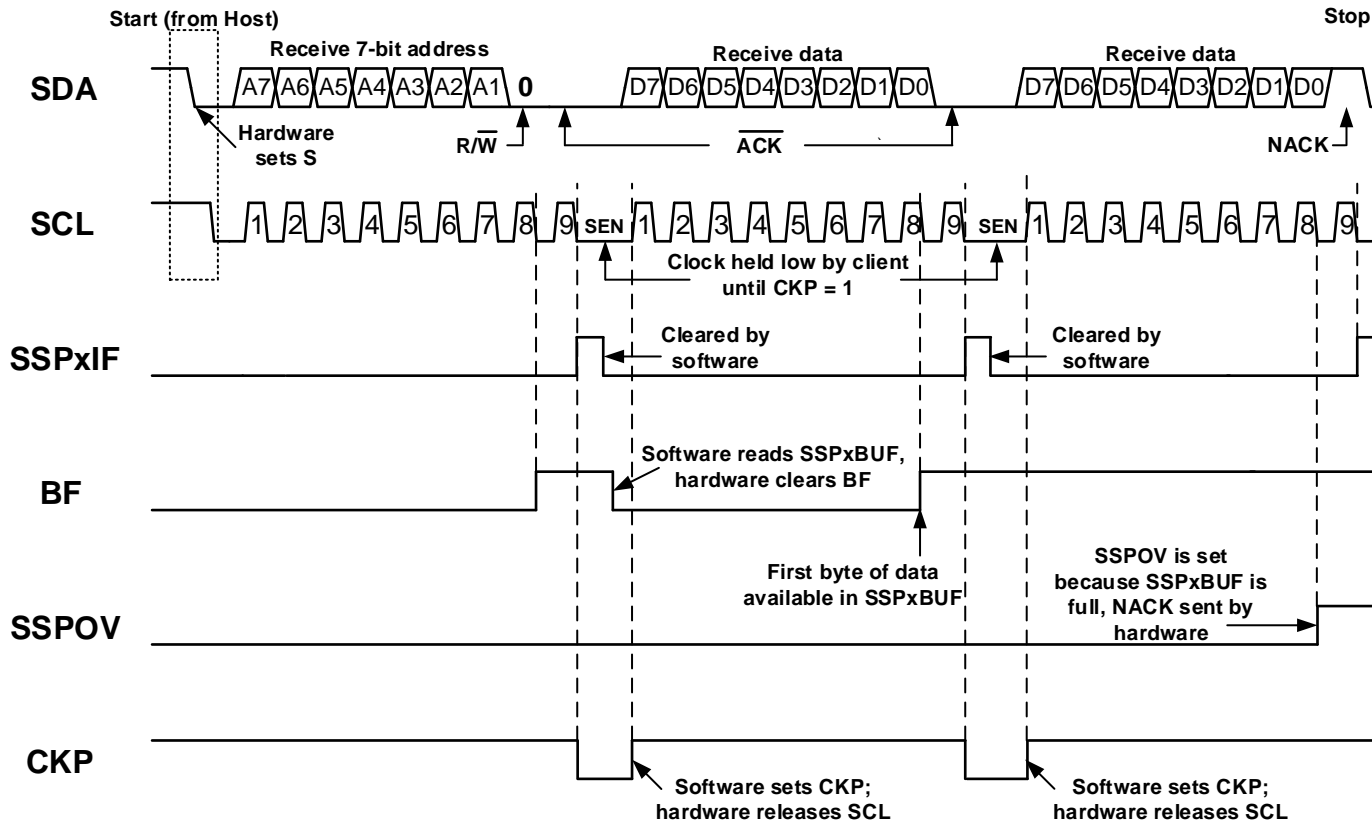 Start (from Host)
Stop
Receive 7-bit address
Receive data
Receive data
SDA
A7 A6 A5 A4 A3 A2 A1 0
D7 D6 D5 D4 D3 D2 D1 D0
D7 D6 D5 D4 D3 D2 D1 D0
Hardware
sets S
R/W̅
A̅C̅K̅
NACK
SCL
1 2 3 4 5 6 7 8 9 SEN 1 2 3 4 5 6 7 8 9 SEN 1 2 3 4 5 6 7 8 9
Clock held low by client
until CKP = 1
SSPxIF
Cleared by
software
Cleared by
software
BF
Software reads SSPxBUF,
hardware clears BF
First byte of data
available in SSPxBUF
SSPOV is set
because SSPxBUF is
full, NACK sent by
hardware
SSPOV
CKP
Software sets CKP;
hardware releases SCL
Software sets CKP;
hardware releases SCL